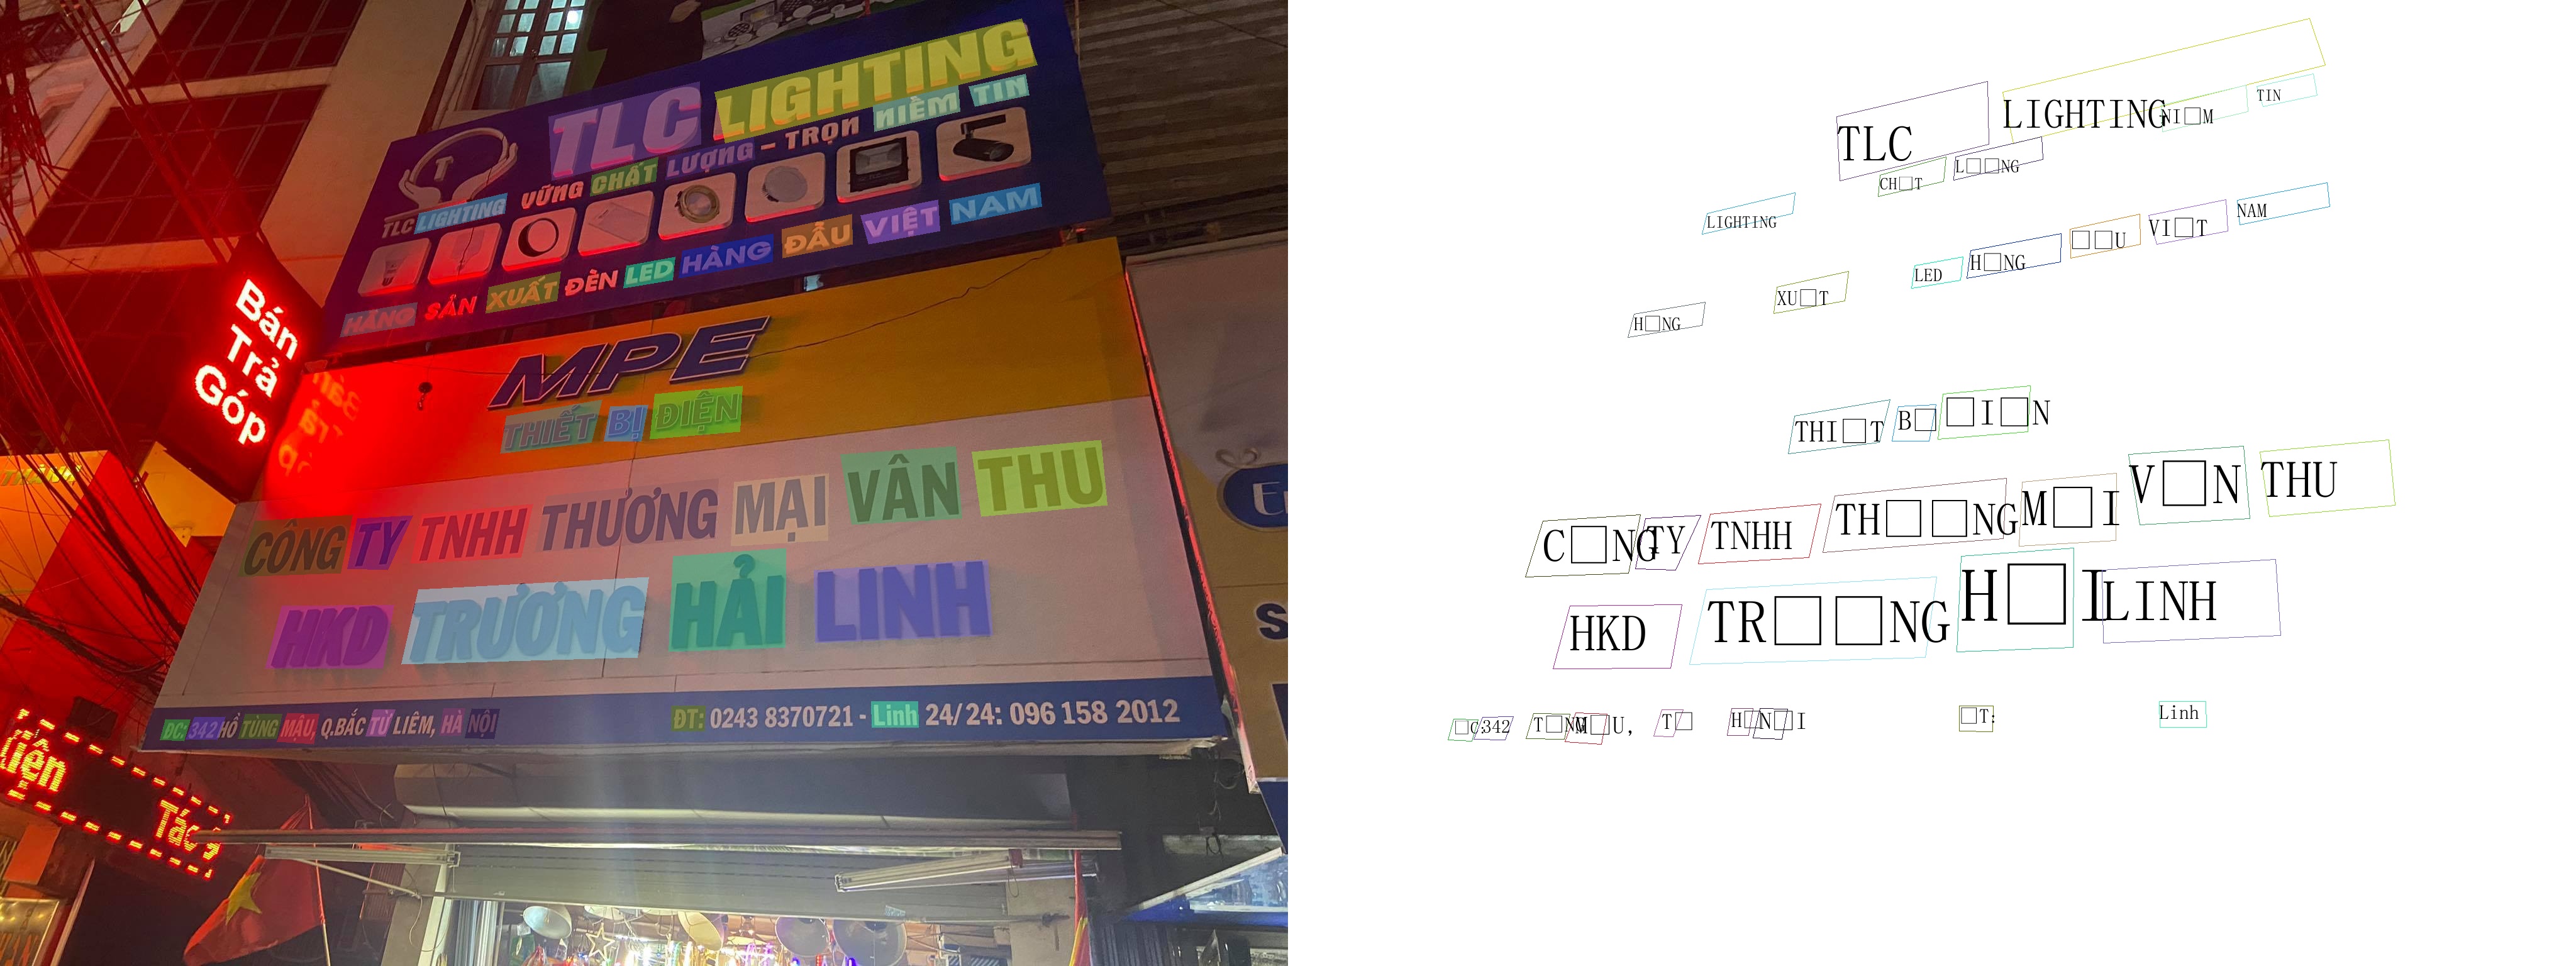 TLC LIGHTING
VỮNG CHẤT LƯỢNG - TRỌN NIỀM TIN
T
TLC LIGHTING
HÃNG SẢN XUẤT ĐÈN LED HÀNG ĐẦU VIỆT NAM
Bán
Trả
Góp
MPE
THIẾT BỊ ĐIỆN
CÔNG TY TNHH THƯƠNG MẠI VÂN THU
HKD TRƯỜNG HẢI LINH
ĐC: 342 HỒ TÙNG MẬU, Q.BẮC TỪ LIÊM, HÀ NỘI
ĐT: 0243 8370721 - Linh 24/24: 096 158 2012
TLC
LIGHTING
NI□M
TIN
CH□T
L□□NG
LIGHTING
NAM
VI□T
□□U
H□NG
LED
XU□T
H□NG
THI□T B□ □I□N
C□NG TY TNHH TH□□NG M□I V□N THU
HKD TR□□NG H□I LINH
□C: 342 T□NG M□U, T□ H□ N□I □T: Linh